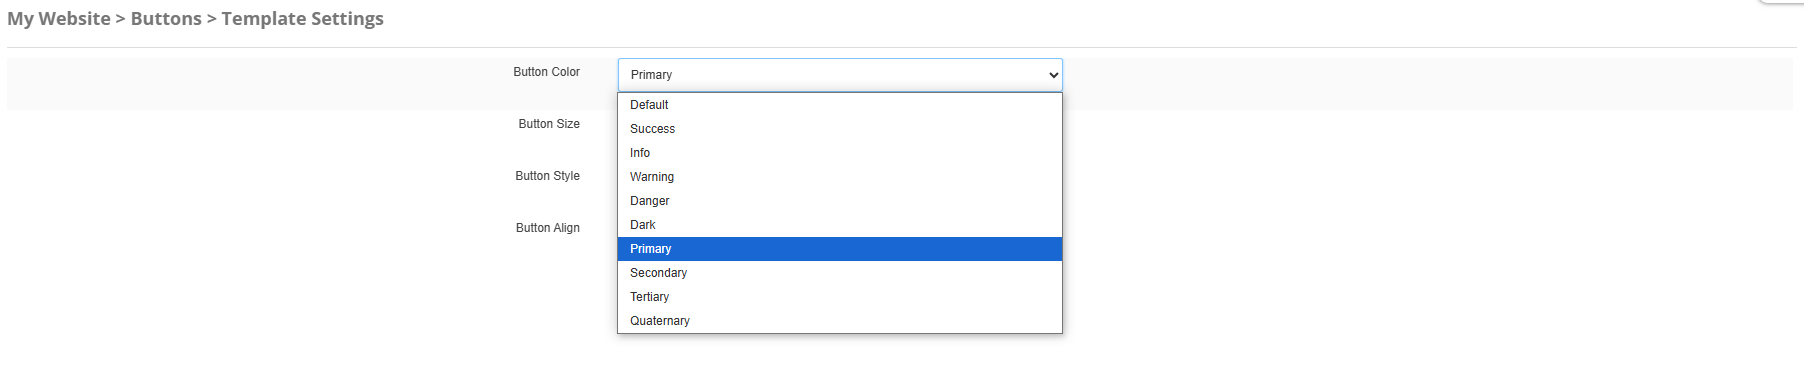 My Website > Buttons > Template Settings
Button Color
Primary
Default
Success
Info
Warning
Danger
Dark
Primary
Secondary
Tertiary
Quaternary
Button Size
Button Style
Button Align